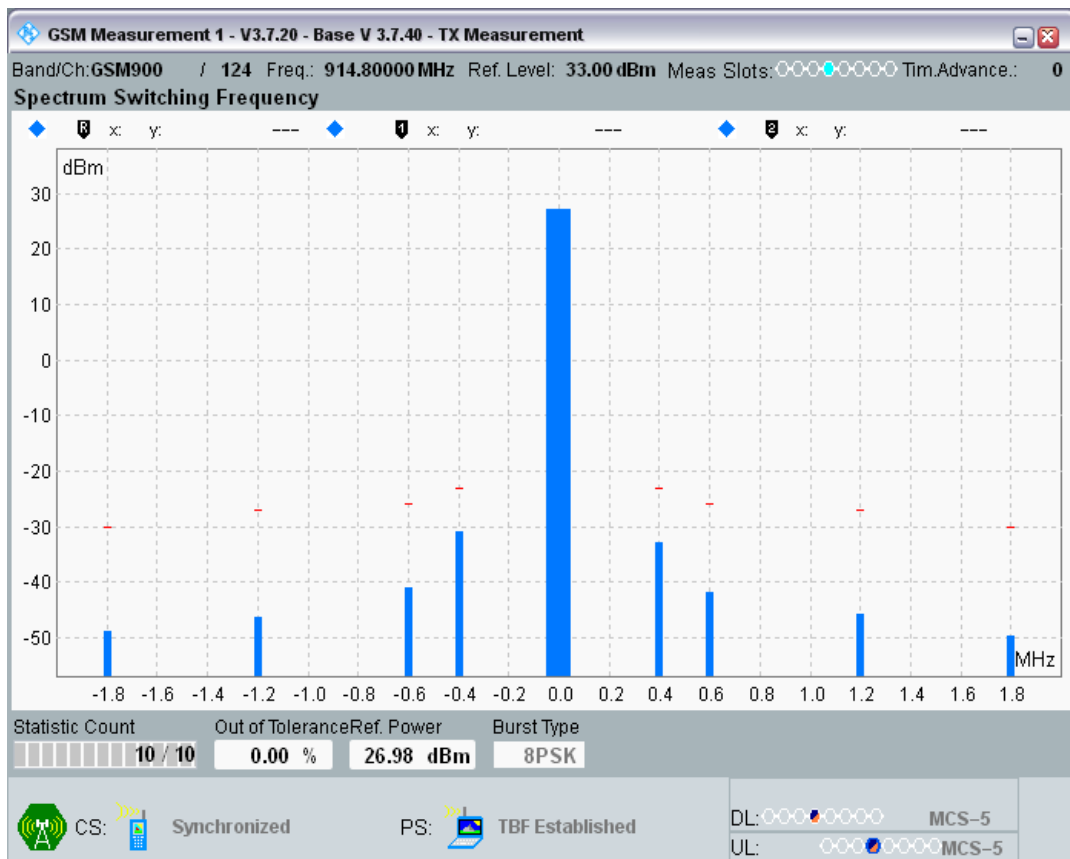 GSM Measurement 1 - V3.7.20 - Base V 3.7.40 - TX Measurement
Band/Ch:GSM900 / 124 Freq.: 914.80000 MHz Ref. Level: 33.00 dBm Meas Slots: Tim.Advance.: 0
Spectrum Switching Frequency
R x: y: --- 1 x: y: --- 2 x: y: ---
dBm
30
20
10
0
-10
-20
-30
-40
-50
MHz
-1.8 -1.6 -1.4 -1.2 -1.0 -0.8 -0.6 -0.4 -0.2 0.0 0.2 0.4 0.6 0.8 1.0 1.2 1.4 1.6 1.8
Statistic Count Out of Tolerance Ref. Power Burst Type
10 / 10 0.00 % 26.98 dBm 8PSK
CS: Synchronized PS: TBF Established DL: MCS-5
UL: MCS-5